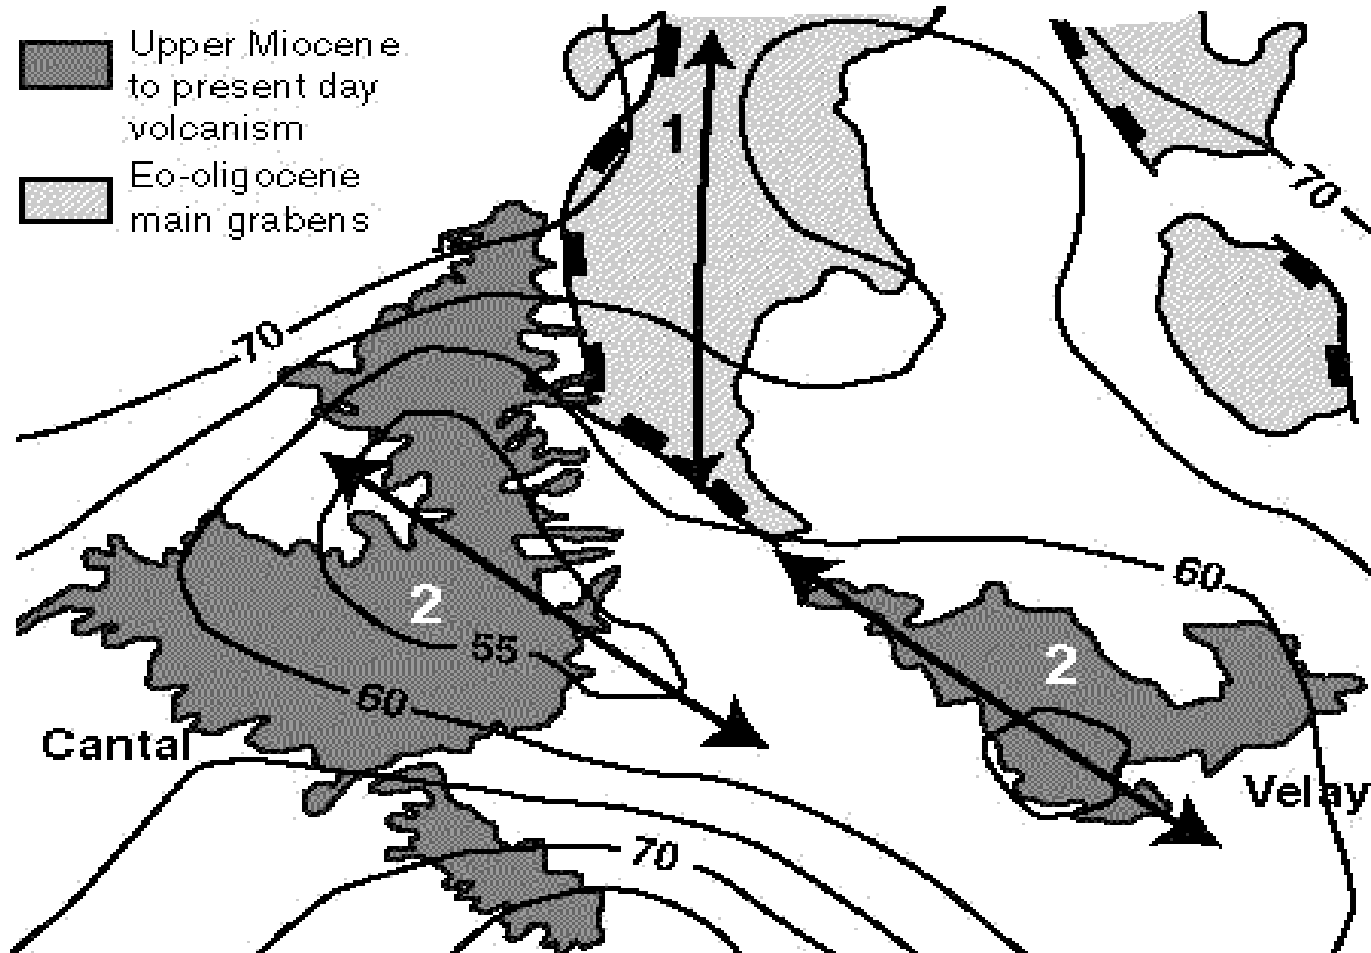 Upper Miocene
to present day
volcanism
Eo-oligocene
main grabens
1
70
70
60
2
55
2
60
Cantal
Velay
70